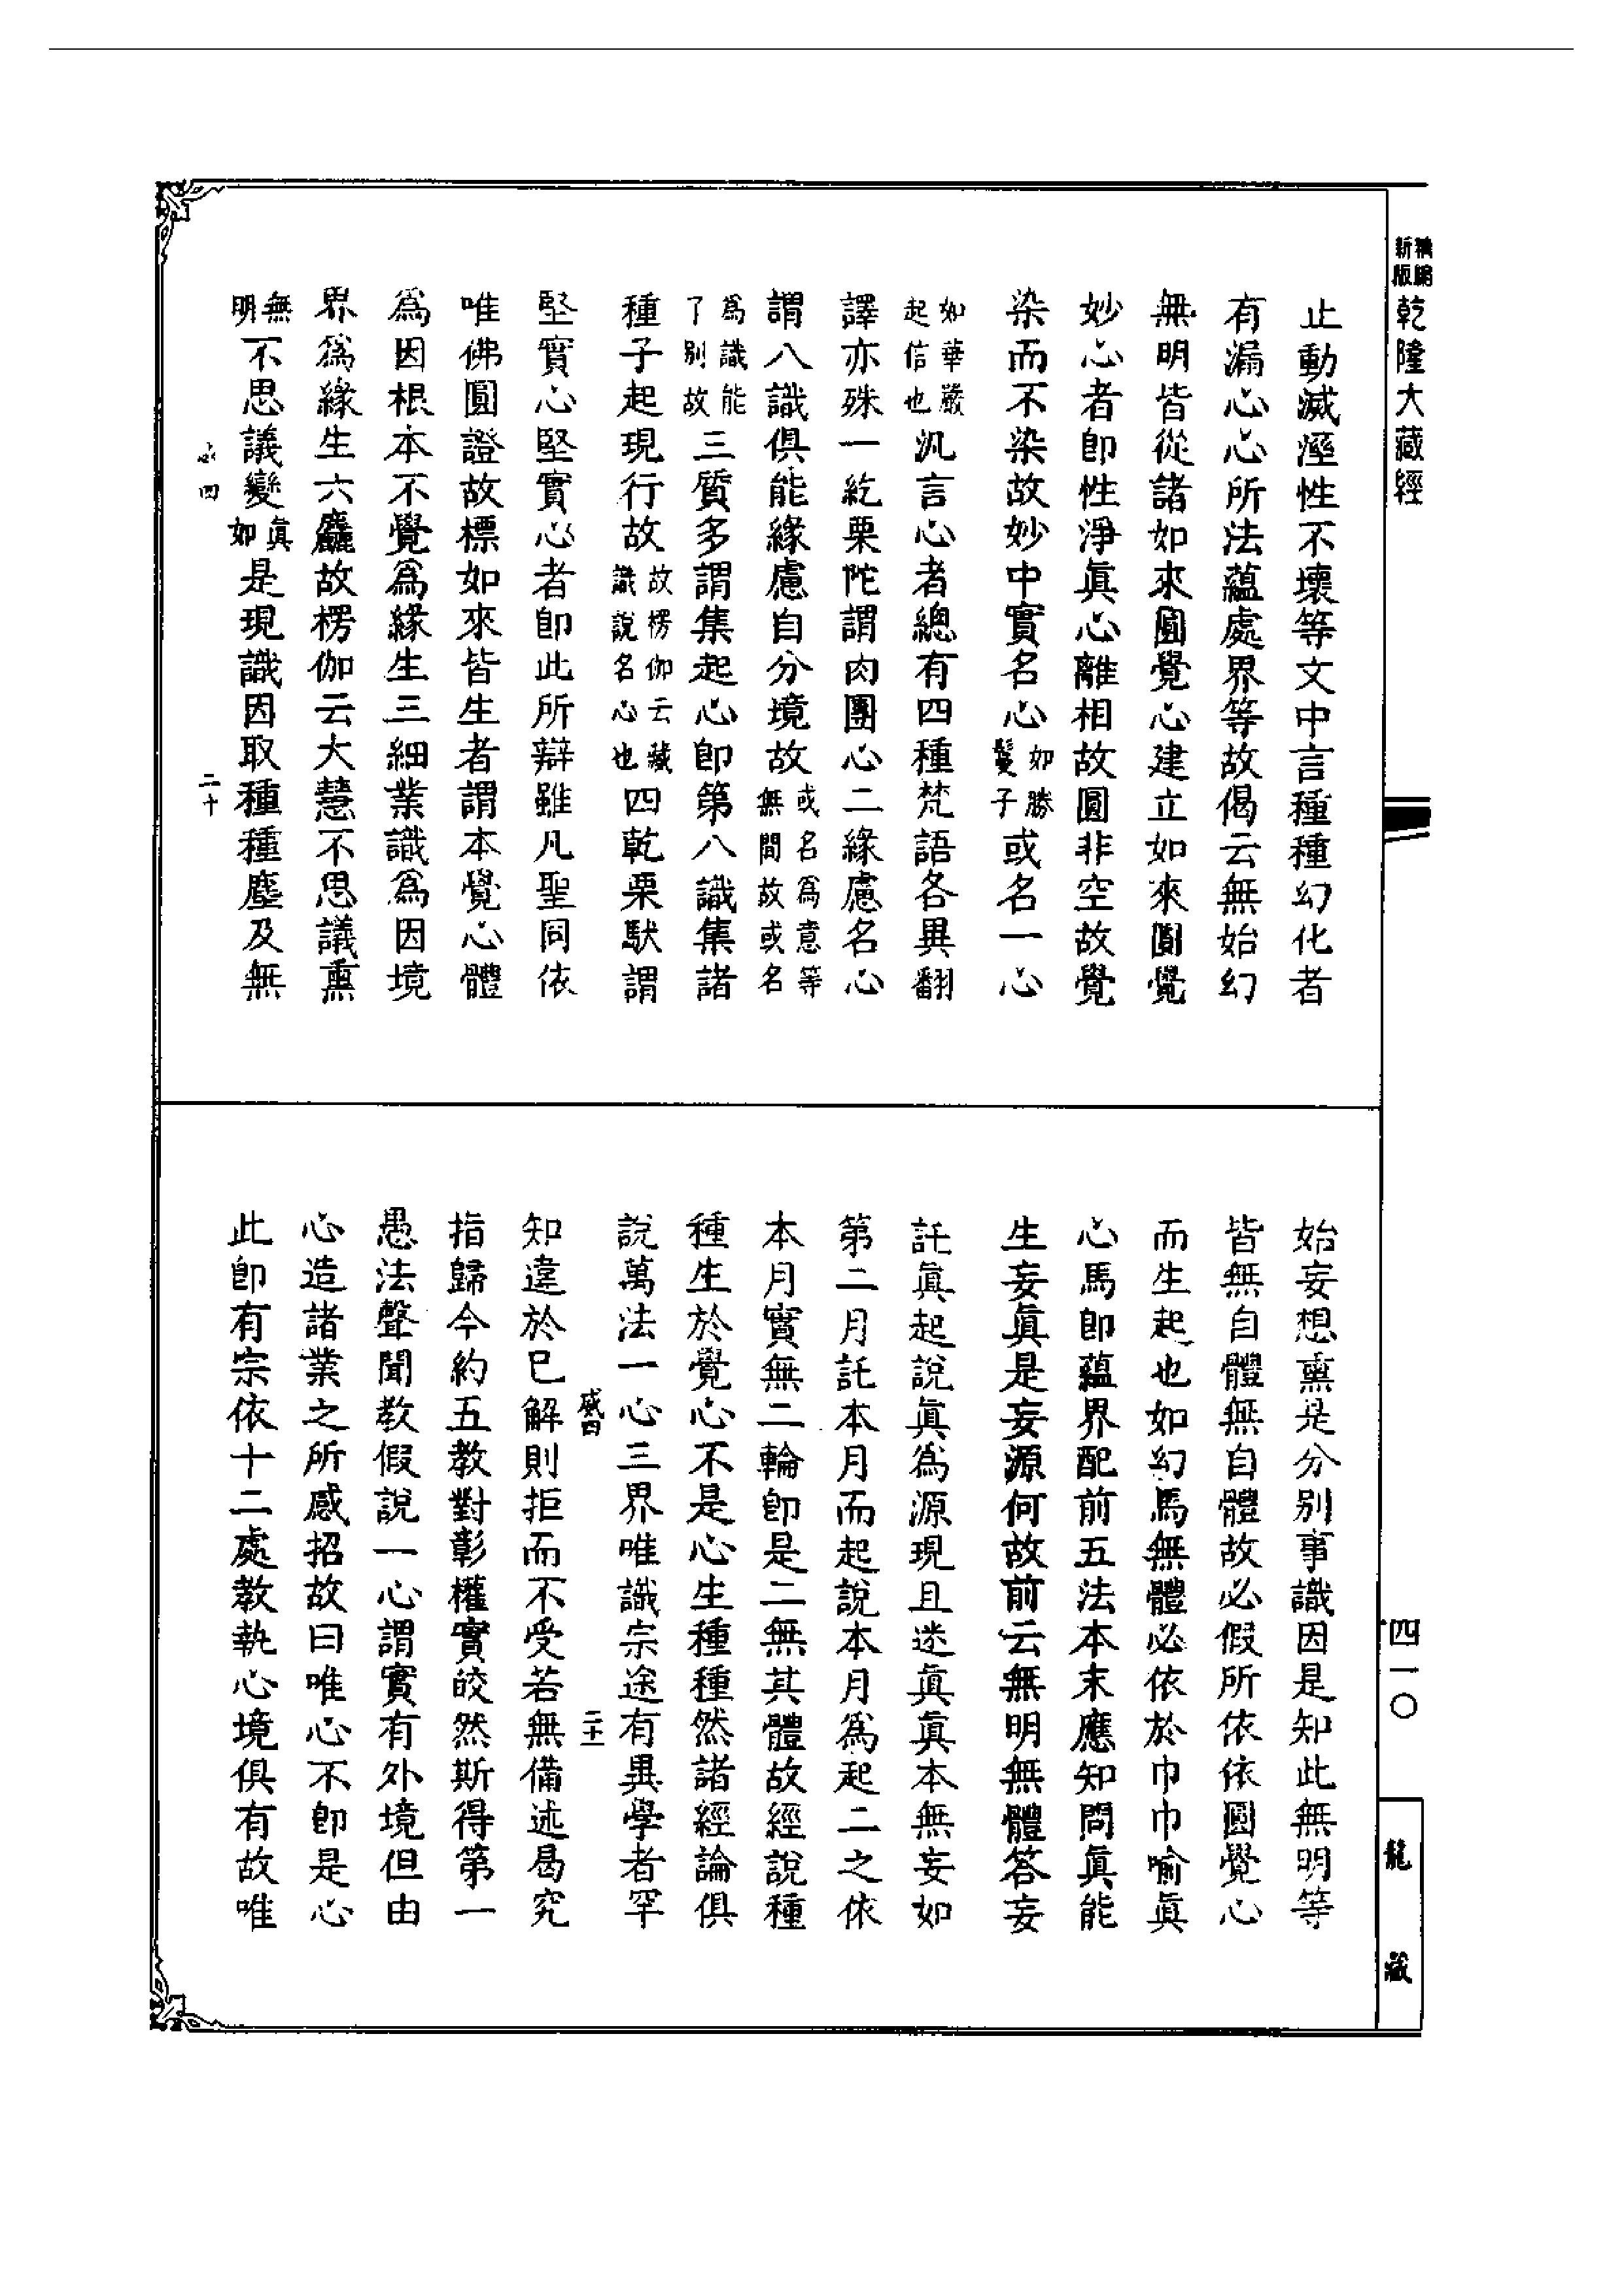 精編
新版
乾隆大藏經
止動滅溼性不壞等文中言種種幻化者
有漏心心所法蘊處界等故偈云無始幻
無明皆從諸如來圓覺心建立如來圓覺
妙心者卽性淨眞心離相故圓非空故覺
染而不染故妙中實名心如勝鬘子或名一心
如華嚴起信也汎言心者總有四種梵語各異翻
譯亦殊一紇栗陀謂肉團心二緣慮名心
謂八識俱能緣慮自分境故或名爲意等無間故或名
爲識能了別故三質多謂集起心卽第八識集諸
種子起現行故故楞伽云藏識說名心也四乾栗馱謂
堅實心堅實心者卽此所辯雖凡聖同依
唯佛圓證故標如來皆生者謂本覺心體
爲因根本不覺爲緣生三細業識爲因境
界爲緣生六麤故楞伽云大慧不思議熏
無明不思議變眞如是現識因取種種塵及無
四
二十
始妄想熏是分別事識因是知此無明等
皆無自體無自體故必假所依依圓覺心
而生起也如幻馬無體必依於巾巾喻眞
心馬卽蘊界配前五法本末應知問眞能
生妄眞是妄源何故前云無明無體答妄
託眞起說眞爲源現且迷眞眞本無妄如
第二月託本月而起說本月爲起二之依
本月實無二輪卽是二無其體故經說種
種生於覺心不是心生種種然諸經論俱
說萬法一心三界唯識宗途有異學者罕
感四
二十一
知違於已解則拒而不受若無備述曷究
指歸今約五教對彰權實皎然斯得第一
愚法聲聞教假說一心謂實有外境但由
心造諸業之所感招故曰唯心不卽是心
此卽有宗依十二處教執心境俱有故唯
四一〇
龍藏